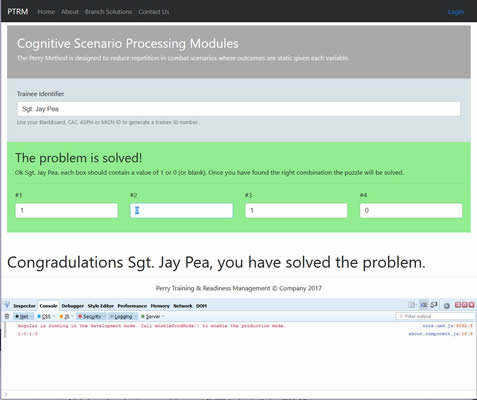 PTRM Home About Branch Solutions Contact Us Login
Cognitive Scenario Processing Modules
The Perry Method is designed to reduce repetition in combat scenarios where outcomes are static given each variable.
Trainee Identifier
Sgt. Jay Pea
Use your BlackBoard, CAC, ASPN or MICN ID to generate a trainee ID number.
The problem is solved!
Ok Sgt. Jay Pea, each box should contain a value of 1 or 0 (or blank). Once you have found the right combination the puzzle will be solved.
#1 #2 #3 #4
1 0 1 0
Congradulations Sgt. Jay Pea, you have solved the problem.
Perry Training & Readiness Management © Company 2017
Inspector Console Debugger Style Editor Performance Memory Network DOM
Net CSS JS Security Logging Server Filter output
Angular is running in the development mode. Call enableProdMode() to enable the production mode. core.umd.js:3032:3
1:0:1:0